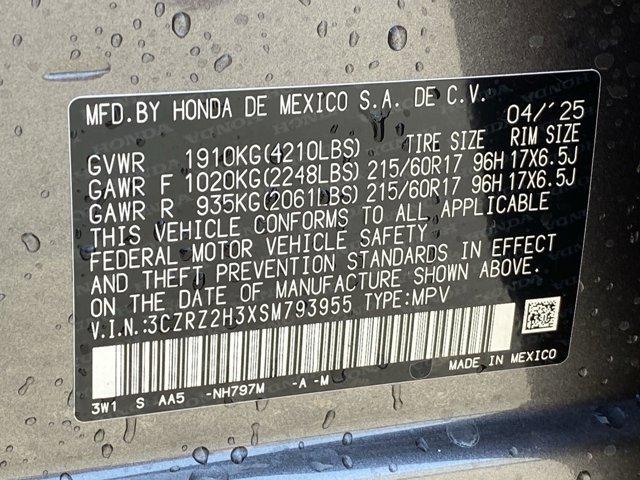 MFD.BY HONDA DE MEXICO S.A. DE C.V. 04/'25
GVWR 1910KG(4210LBS) TIRE SIZE RIM SIZE
GAWR F 1020KG(2248LBS) 215/60R17 96H 17X6.5J
GAWR R 935KG(2061LBS) 215/60R17 96H 17X6.5J
THIS VEHICLE CONFORMS TO ALL APPLICABLE
FEDERAL MOTOR VEHICLE SAFETY
AND THEFT PREVENTION STANDARDS IN EFFECT
ON THE DATE OF MANUFACTURE SHOWN ABOVE.
V.I.N.:3CZRZ2H3XSM793955 TYPE:MPV
3W1 S AA5 -NH797M -A -M MADE IN MEXICO